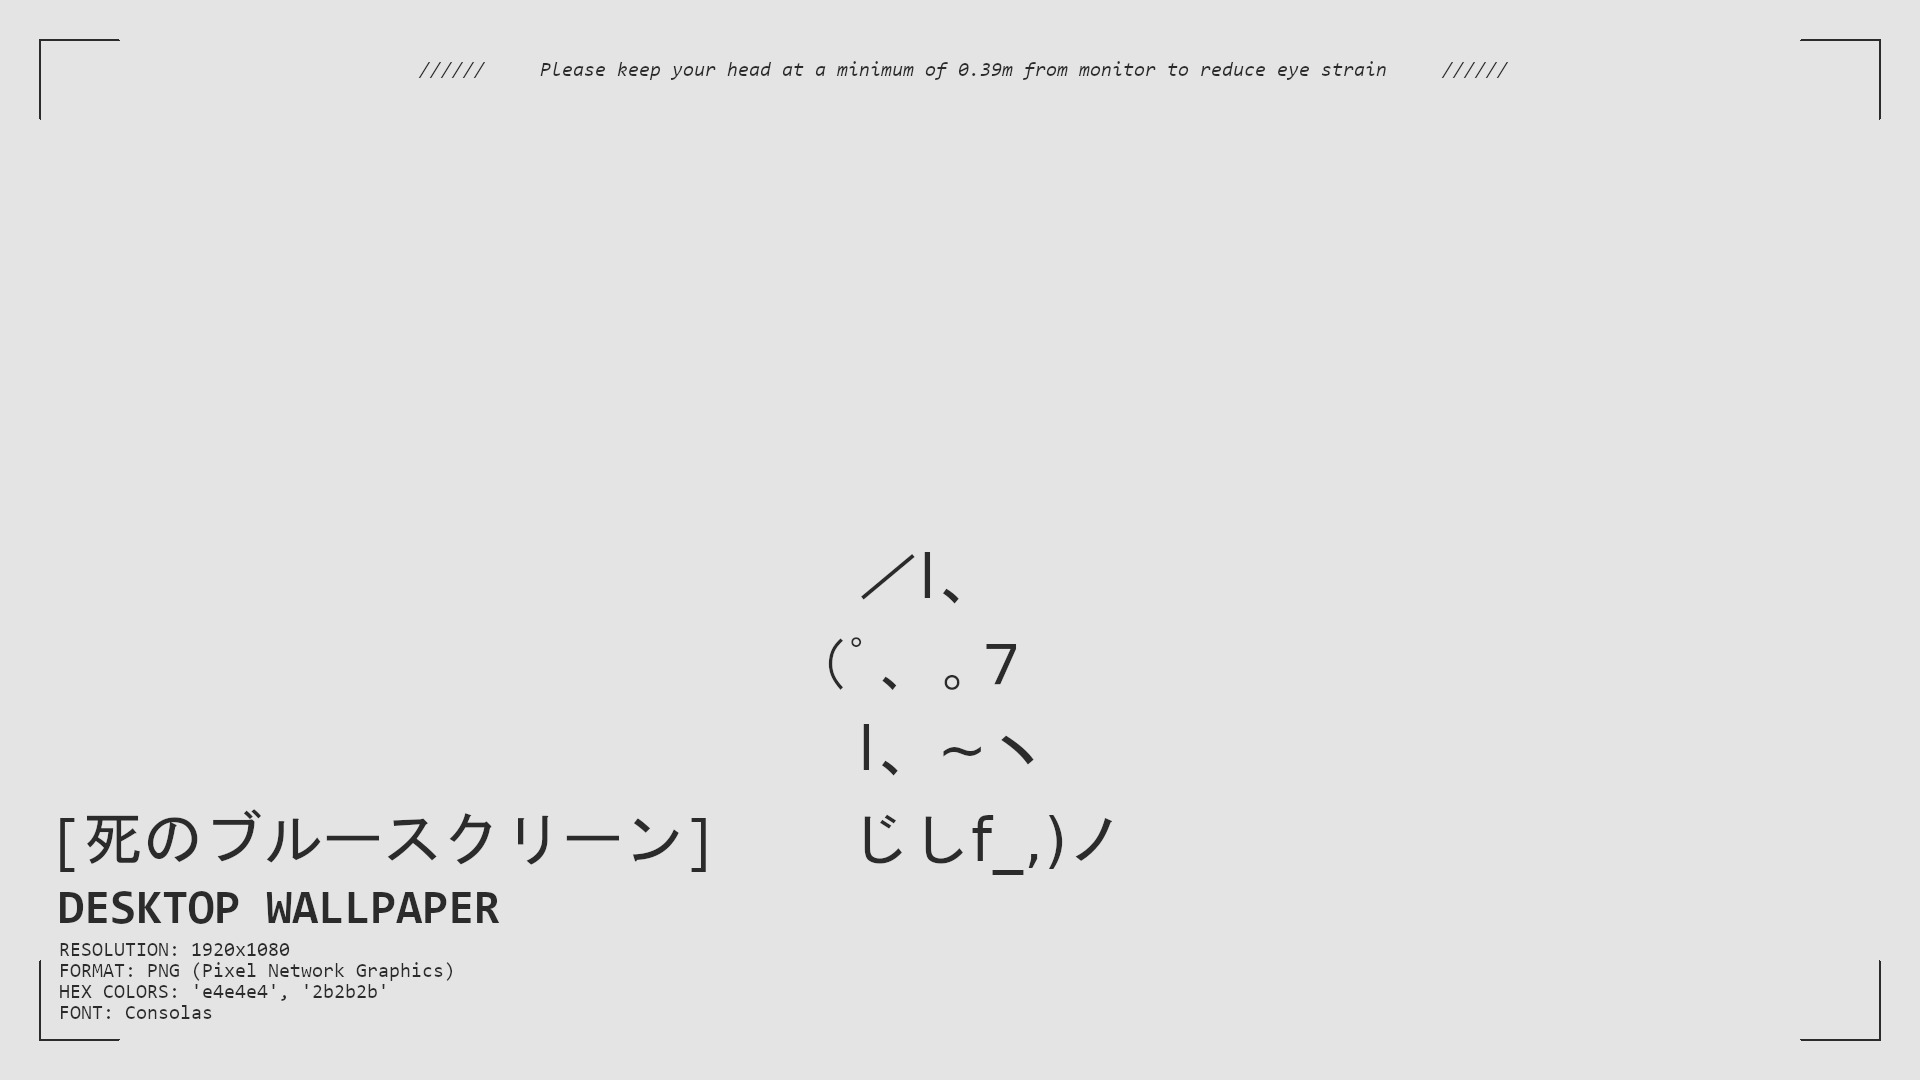 ////// Please keep your head at a minimum of 0.39m from monitor to reduce eye strain //////
／l、
（ﾟ､ 。7
l、~ヽ
じしf_,)ノ
[死のブルースクリーン]
DESKTOP WALLPAPER
RESOLUTION: 1920x1080
FORMAT: PNG (Pixel Network Graphics)
HEX COLORS: 'e4e4e4', '2b2b2b'
FONT: Consolas